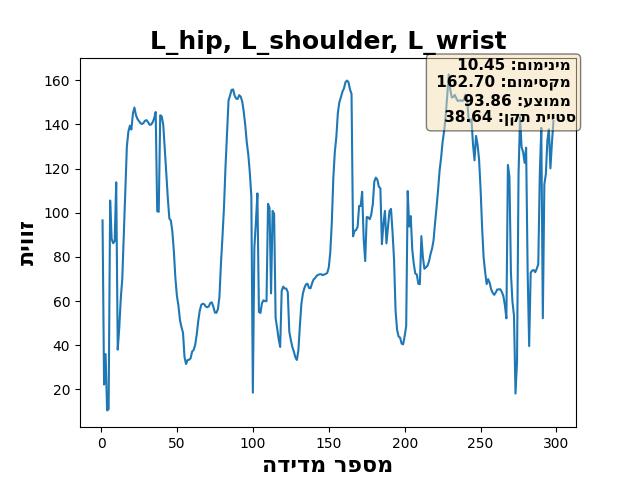 L_hip, L_shoulder, L_wrist
מינימום: 10.45
מקסימום: 162.70
ממוצע: 93.86
סטיית תקן: 38.64
160
140
120
100
80
60
40
20
זווית
0 50 100 150 200 250 300
מספר מדידה